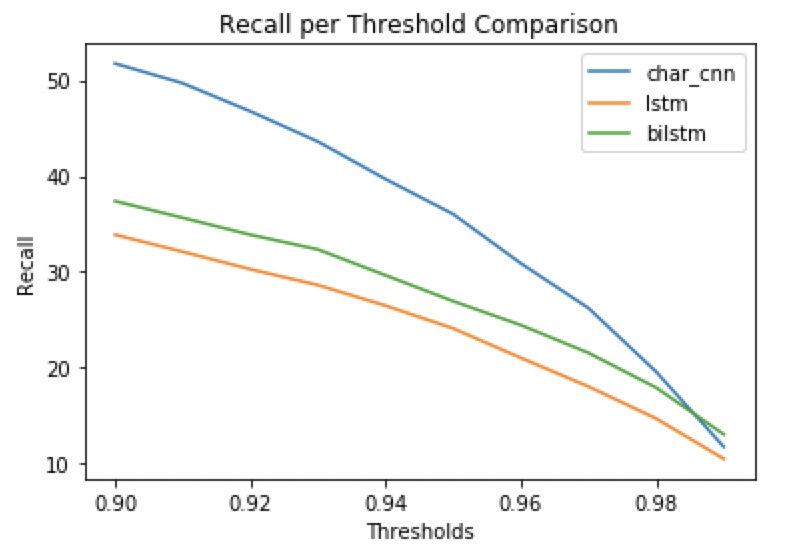 Recall per Threshold Comparison
char_cnn
lstm
bilstm
Recall
50
40
30
20
10
0.90 0.92 0.94 0.96 0.98
Thresholds